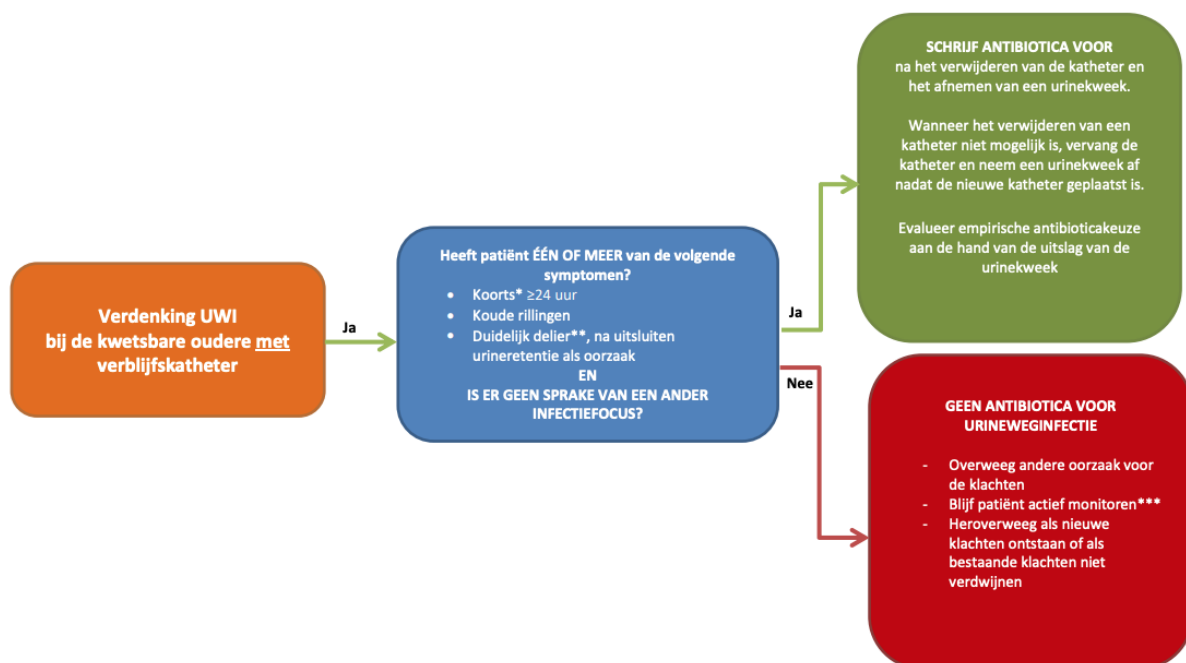 Verdenking UWI
bij de kwetsbare oudere met
verblijfskatheter
Ja
Heeft patiënt ÉÉN OF MEER van de volgende
symptomen?
• Koorts* ≥24 uur
• Koude rillingen
• Duidelijk delier**, na uitsluiten
urineretentie als oorzaak
EN
IS ER GEEN SPRAKE VAN EEN ANDER
INFECTIEFOCUS?
Ja
SCHRIJF ANTIBIOTICA VOOR
na het verwijderen van de katheter en
het afnemen van een urinekweek.
Wanneer het verwijderen van een
katheter niet mogelijk is, vervang de
katheter en neem een urinekweek af
nadat de nieuwe katheter geplaatst is.
Evalueer empirische antibioticakeuze
aan de hand van de uitslag van de
urinekweek
Nee
GEEN ANTIBIOTICA VOOR
URINEWEGINFECTIE
- Overweeg andere oorzaak voor
de klachten
- Blijf patiënt actief monitoren***
- Heroverweeg als nieuwe
klachten ontstaan of als
bestaande klachten niet
verdwijnen